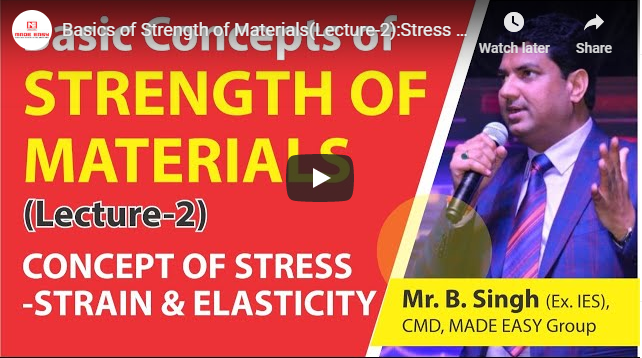 MADE EASY
Basics of Strength of Materials(Lecture-2):Stress ...
Watch later
Share
Basic Concepts of
STRENGTH OF
MATERIALS
(Lecture-2)
CONCEPT OF STRESS
-STRAIN & ELASTICITY
Mr. B. Singh (Ex. IES),
CMD, MADE EASY Group